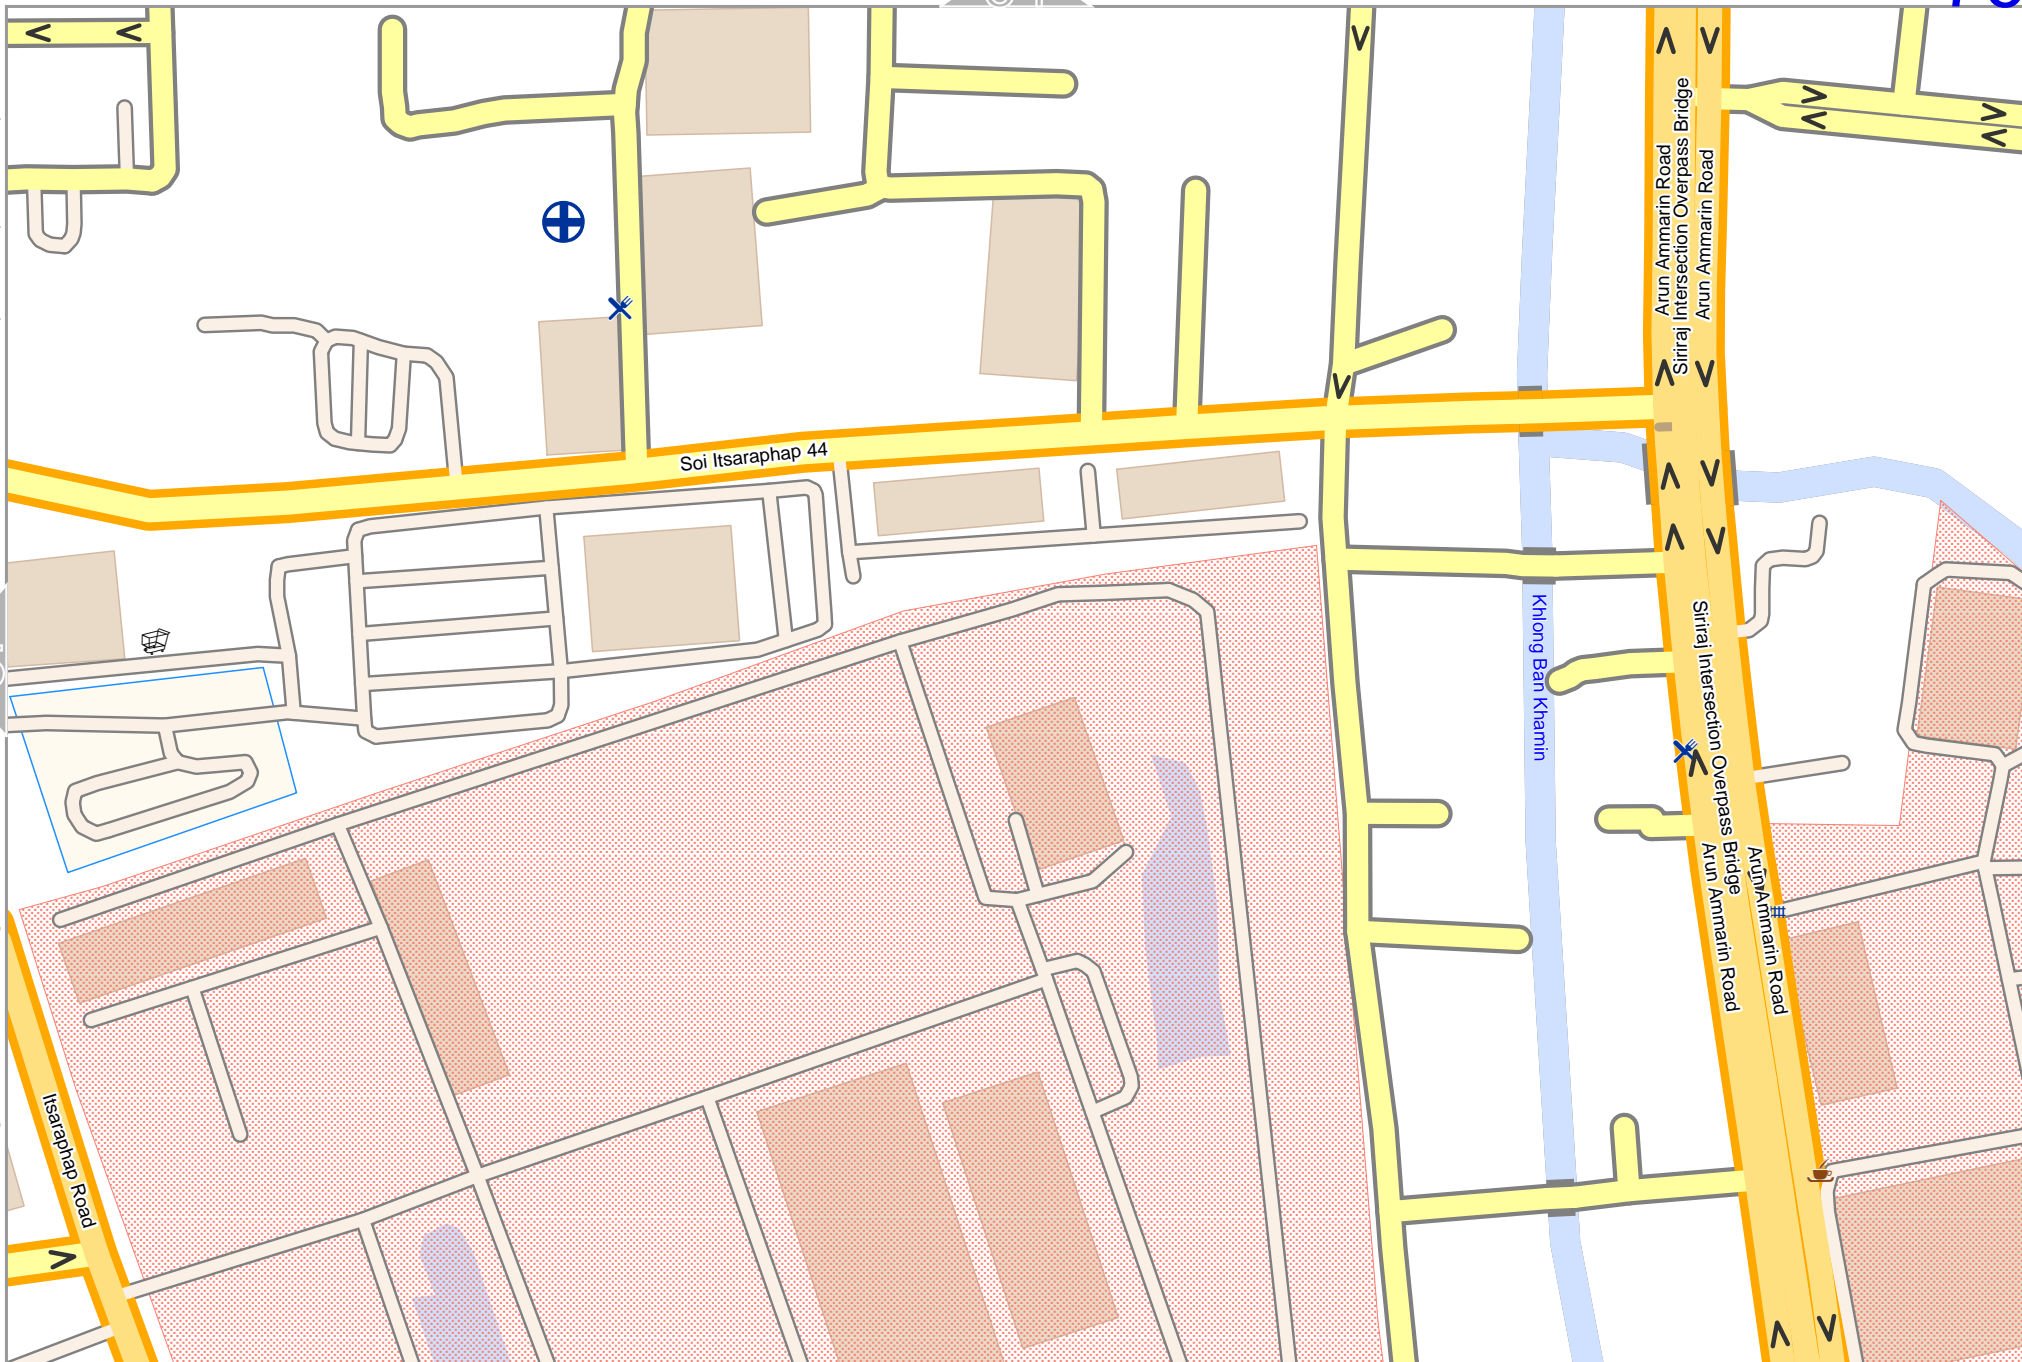 Arun Ammarin Road
Siriraj Intersection Overpass Bridge
Arun Ammarin Road
Soi Itsaraphap 44
Khlong Ban Khamin
Siriraj Intersection Overpass Bridge
Arun Ammarin Road
Arun Ammarin Road
Itsaraphap Road